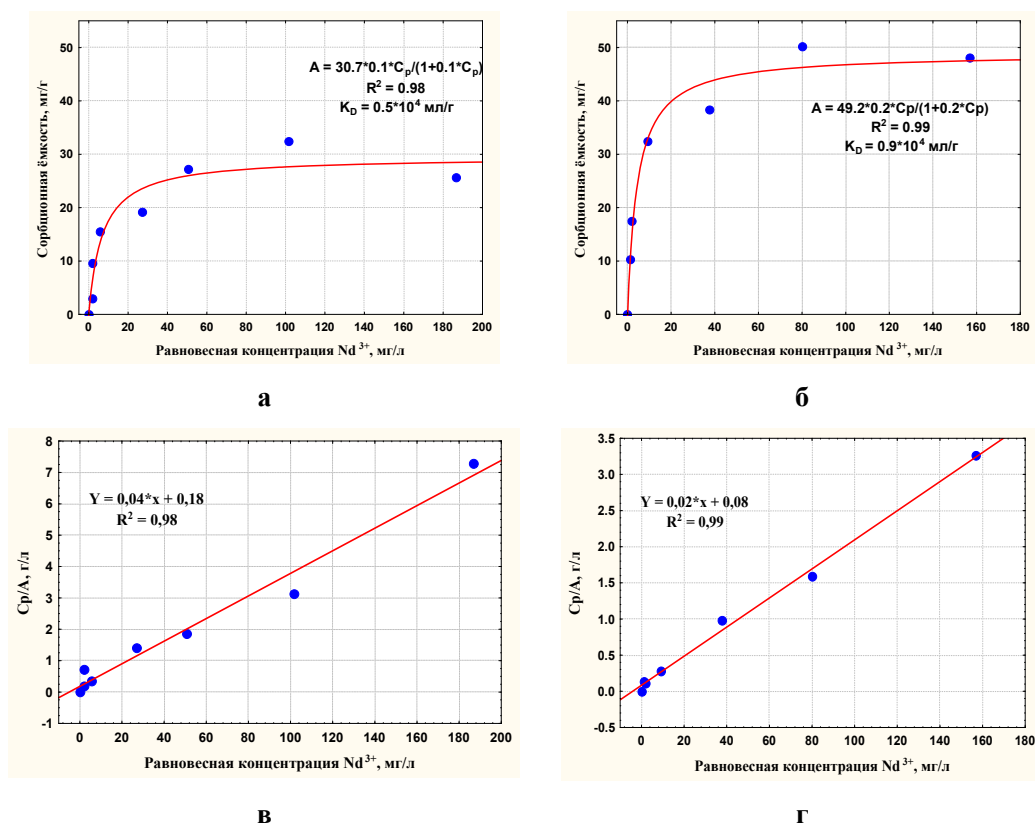 50
40
30
20
10
0
Сорбционная ёмкость, мг/г
A = 30.7*0.1*Cp/(1+0.1*Cp)
R² = 0.98
KD = 0.5*10⁴ мл/г
0 20 40 60 80 100 120 140 160 180 200
Равновесная концентрация Nd³⁺, мг/л
а
50
40
30
20
10
0
Сорбционная ёмкость, мг/г
A = 49.2*0.2*Cp/(1+0.2*Cp)
R² = 0.99
KD = 0.9*10⁴ мл/г
0 20 40 60 80 100 120 140 160 180
Равновесная концентрация Nd³⁺, мг/л
б
8
7
6
5
4
3
2
1
0
-1
Cp/A, г/л
Y = 0,04*x + 0,18
R² = 0,98
0 20 40 60 80 100 120 140 160 180 200
Равновесная концентрация Nd³⁺, мг/л
в
3.5
3.0
2.5
2.0
1.5
1.0
0.5
0.0
-0.5
Cp/A, г/л
Y = 0,02*x + 0,08
R² = 0,99
0 20 40 60 80 100 120 140 160 180
Равновесная концентрация Nd³⁺, мг/л
г